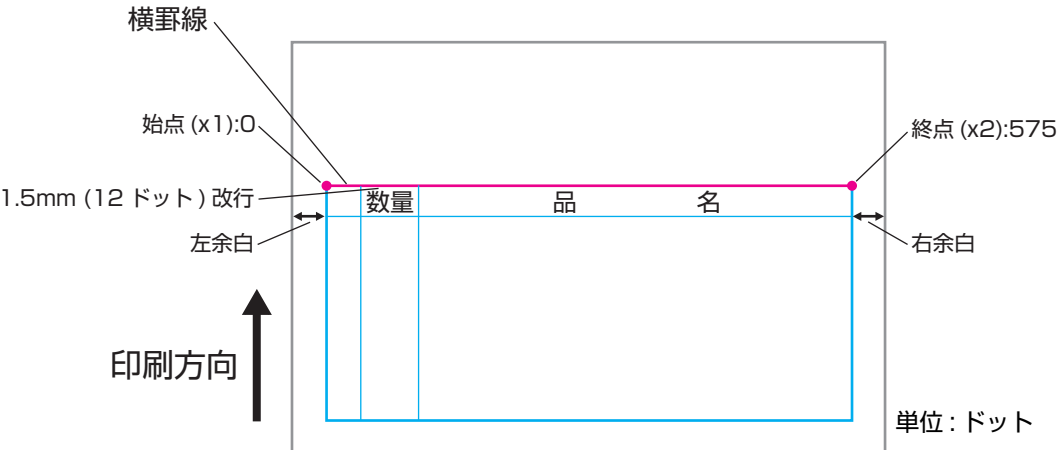 横罫線
始点 (x1):0
終点 (x2):575
1.5mm (12 ドット ) 改行
数量 品 名
左余白
右余白
印刷方向
単位 : ドット